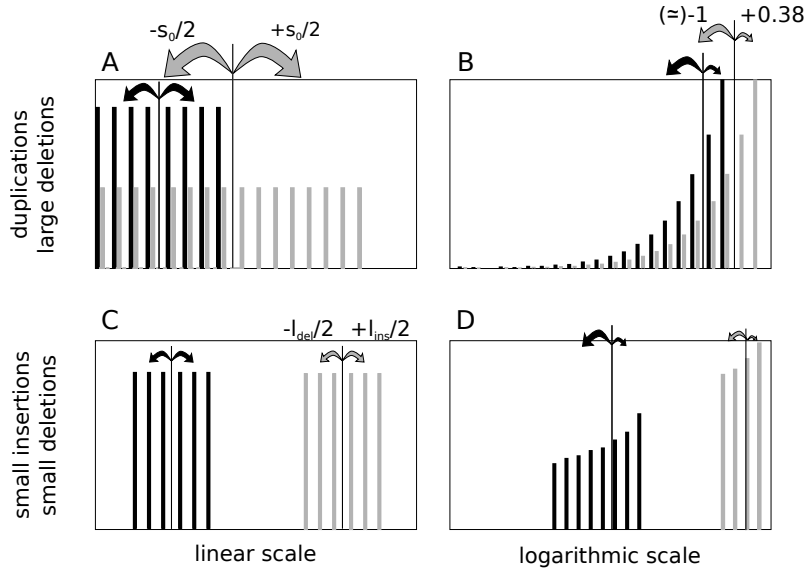 (≃)-1 +0.38
-s₀/2 +s₀/2
A B
duplications
large deletions
-l_del/2 +l_ins/2
C D
small insertions
small deletions
linear scale logarithmic scale